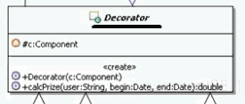 Decorator
#c:Component
<create>
+Decorator(c:Component)
+calcPrize(user:String, begin:Date, end:Date):double